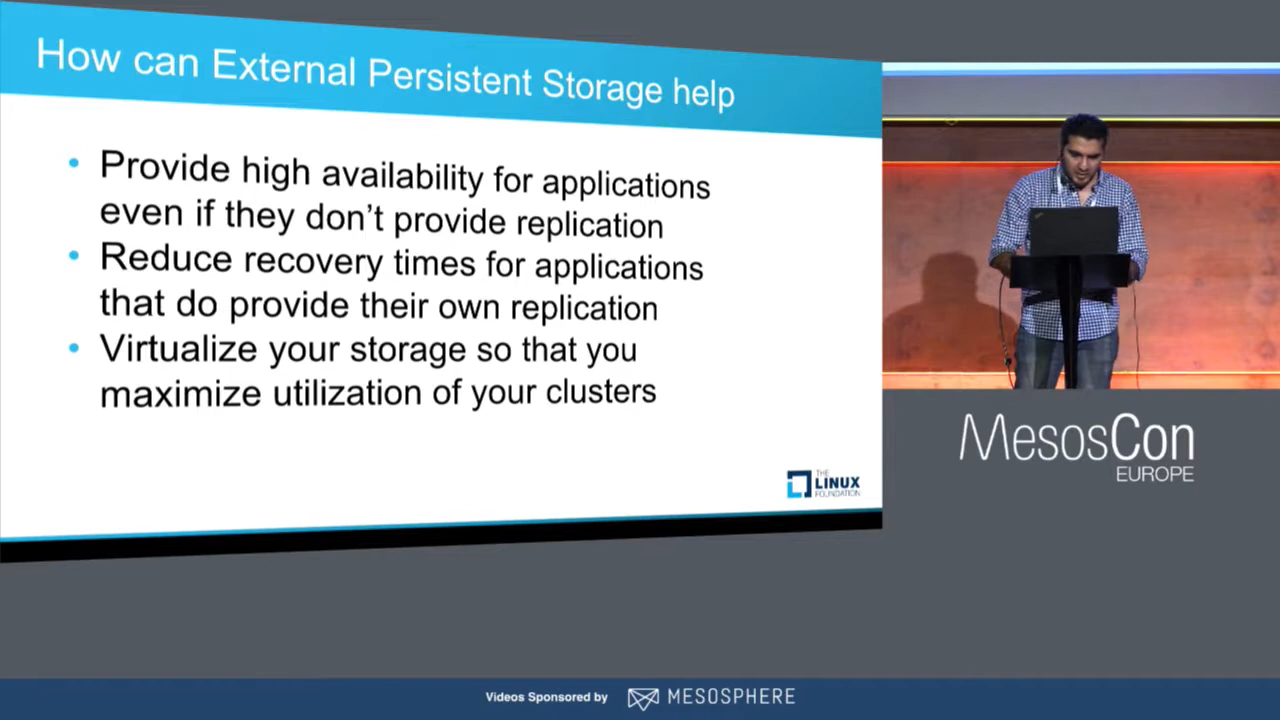 How can External Persistent Storage help
• Provide high availability for applications
even if they don’t provide replication
• Reduce recovery times for applications
that do provide their own replication
• Virtualize your storage so that you
maximize utilization of your clusters
THE
LINUX
FOUNDATION
MesosCon
EUROPE
Videos Sponsored by MESOSPHERE